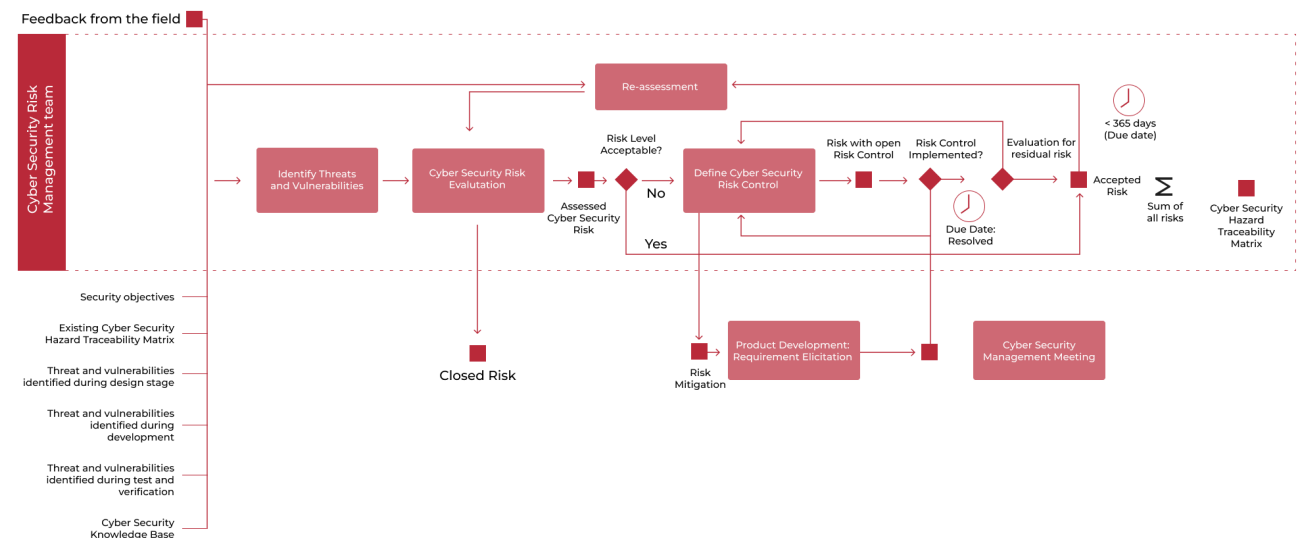 Feedback from the field
Cyber Security Risk
Management team
Re-assessment
< 365 days
(Due date)
Risk Level
Acceptable?
Risk with open
Risk Control
Risk Control
Implemented?
Evaluation for
residual risk
Identify Threats
and Vulnerabilities
Cyber Security Risk
Evalutation
Define Cyber Security
Risk Control
No
Accepted
Risk
Σ
Sum of
all risks
Cyber Security
Hazard
Traceability
Matrix
Assessed
Cyber Security
Risk
Due Date:
Resolved
Yes
Security objectives
Existing Cyber Security
Hazard Traceability Matrix
Threat and vulnerabilities
identified during design stage
Threat and vulnerabilities
identified during
development
Threat and vulnerabilities
identified during test and
verification
Cyber Security
Knowledge Base
Closed Risk
Risk
Mitigation
Product Development:
Requirement Elicitation
Cyber Security
Management Meeting